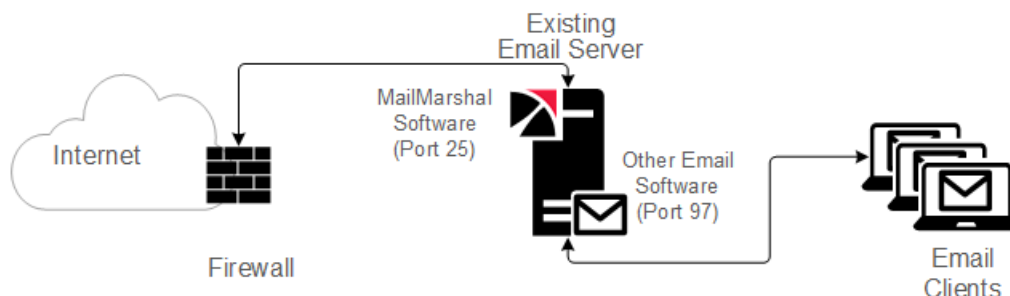 Existing
Email Server
MailMarshal
Software
(Port 25)
Internet
Other Email
Software
(Port 97)
Firewall
Email
Clients